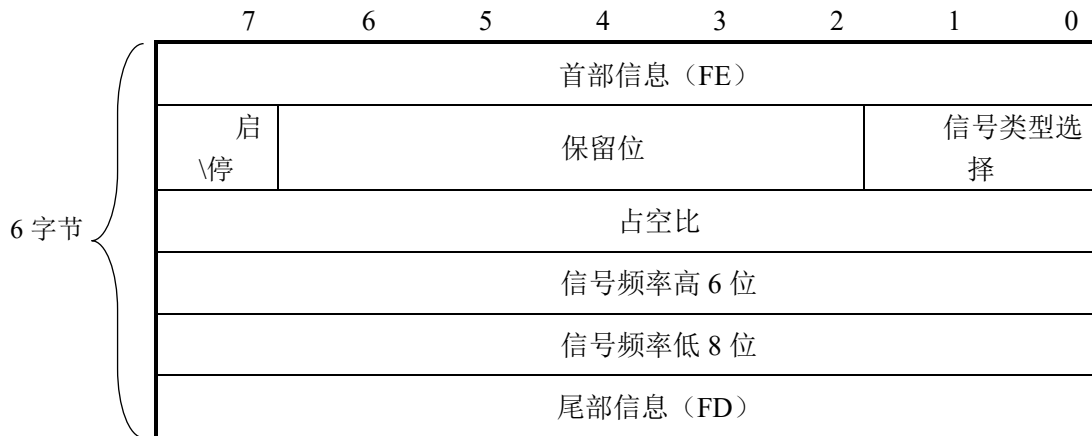 7 6 5 4 3 2 1 0
首部信息（FE）
启
\停
保留位
信号类型选
择
占空比
6 字节
信号频率高 6 位
信号频率低 8 位
尾部信息（FD）